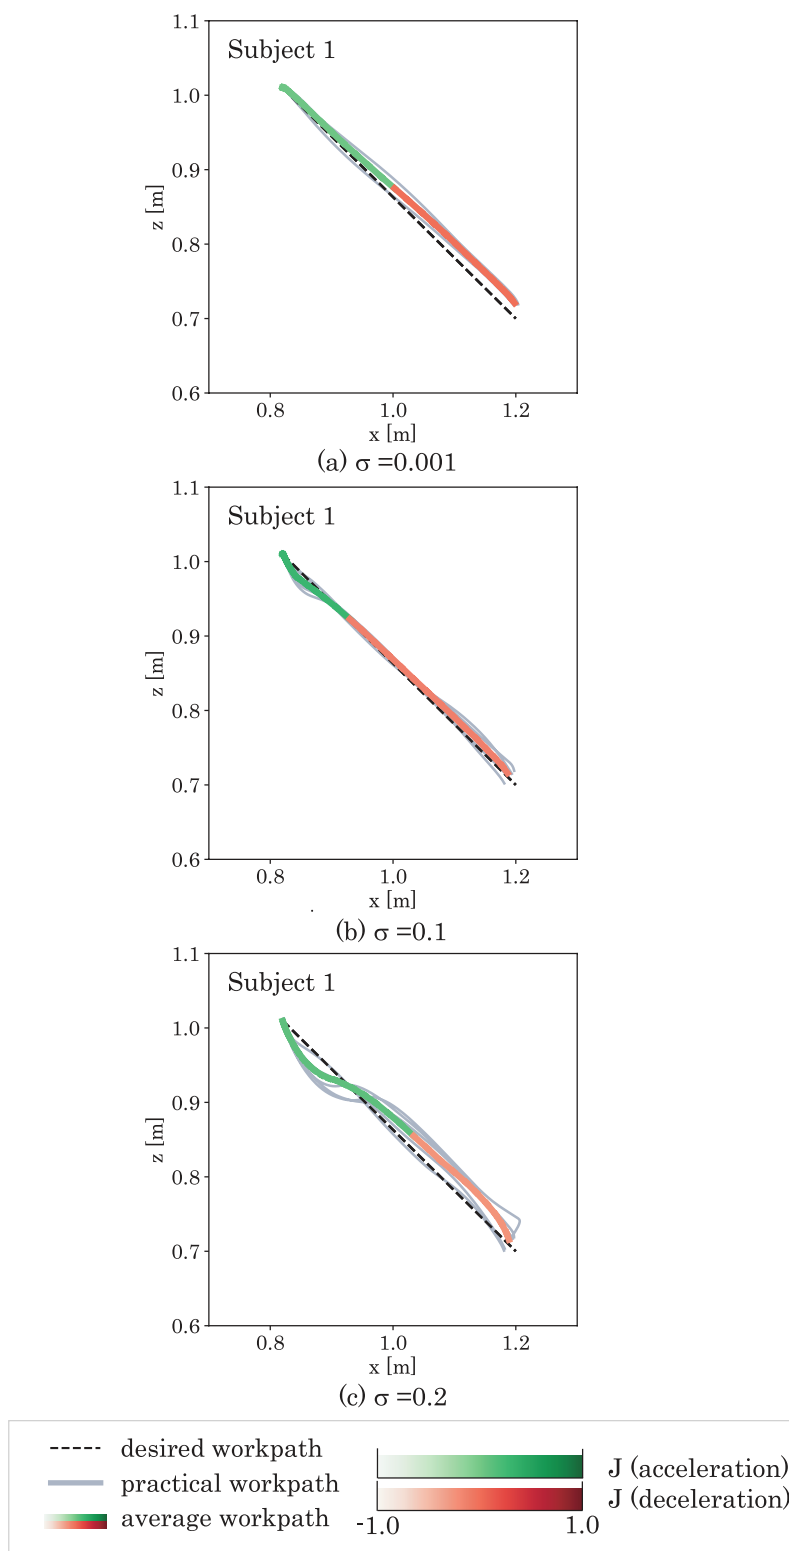 1.1
Subject 1
1.0
0.9
z [m]
0.8
0.7
0.6
0.8 1.0 1.2
x [m]
(a) σ =0.001
1.1
Subject 1
1.0
0.9
z [m]
0.8
0.7
0.6
0.8 1.0 1.2
x [m]
(b) σ =0.1
1.1
Subject 1
1.0
0.9
z [m]
0.8
0.7
0.6
0.8 1.0 1.2
x [m]
(c) σ =0.2
desired workpath
practical workpath
average workpath
J (acceleration)
J (deceleration)
-1.0 1.0